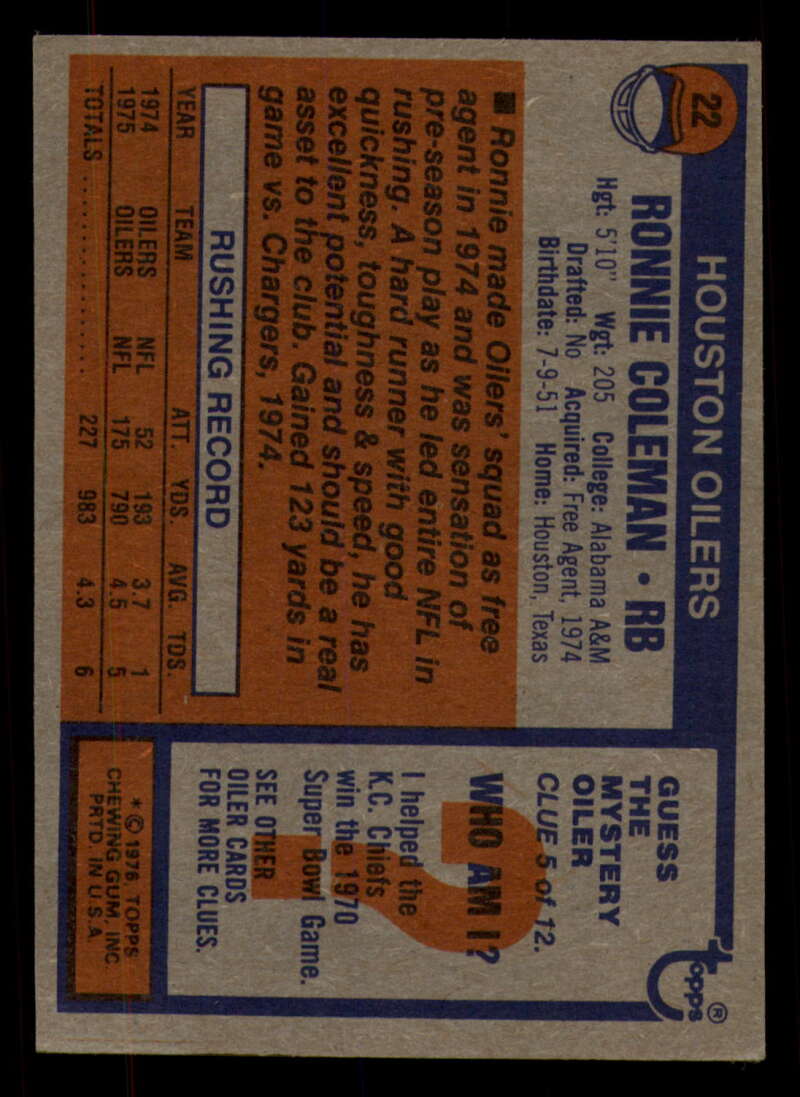 22
HOUSTON OILERS
RONNIE COLEMAN • RB
Hgt: 5'10" Wgt: 205 College: Alabama A&M
Drafted: No Acquired: Free Agent, 1974
Birthdate: 7-9-51 Home: Houston, Texas
■ Ronnie made Oilers' squad as free
agent in 1974 and was sensation of
pre-season play as he led entire NFL in
rushing. A hard runner with good
quickness, toughness & speed, he has
excellent potential and should be a real
asset to the club. Gained 123 yards in
game vs. Chargers, 1974.
RUSHING RECORD
YEAR TEAM ATT. YDS. AVG. TDS.
1974 OILERS NFL 52 193 3.7 1
1975 OILERS NFL 175 790 4.5 5
TOTALS .................... 227 983 4.3 6
topps®
GUESS
THE
MYSTERY
OILER
CLUE 5 of 12.
WHO AM I?
?
I helped the
K.C. Chiefs
win the 1970
Super Bowl Game.
SEE OTHER
OILER CARDS
FOR MORE CLUES.
* © 1976, TOPPS
CHEWING GUM, INC.
PRTD. IN U.S.A.